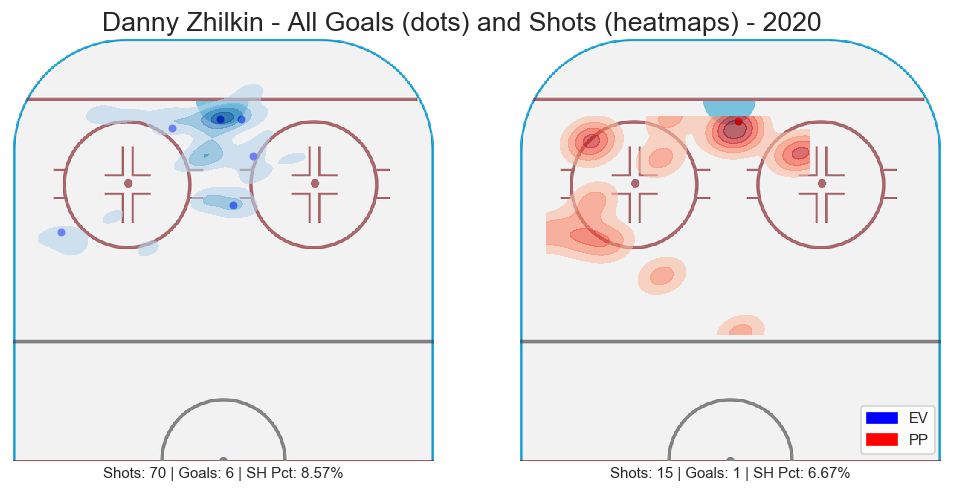 Danny Zhilkin - All Goals (dots) and Shots (heatmaps) - 2020
EV
PP
Shots: 70 | Goals: 6 | SH Pct: 8.57%
Shots: 15 | Goals: 1 | SH Pct: 6.67%